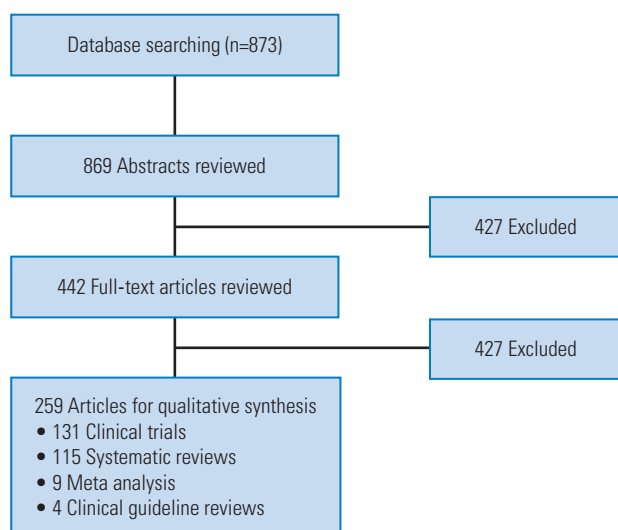 Database searching (n=873)
869 Abstracts reviewed
427 Excluded
442 Full-text articles reviewed
427 Excluded
259 Articles for qualitative synthesis
• 131 Clinical trials
• 115 Systematic reviews
• 9 Meta analysis
• 4 Clinical guideline reviews